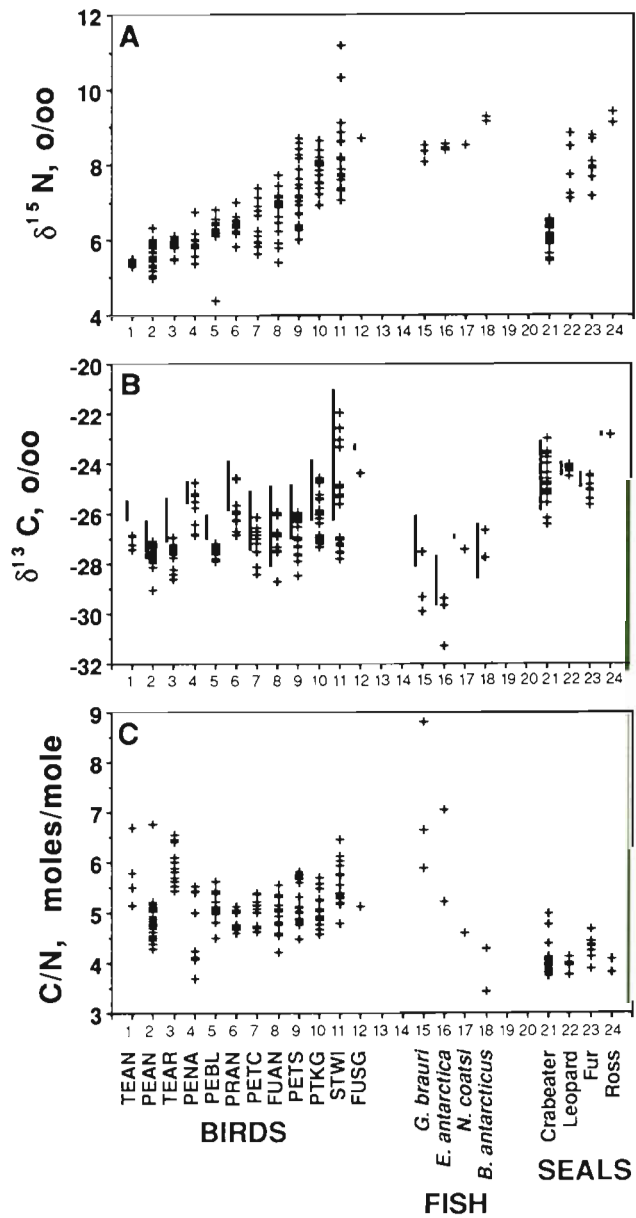 A
δ¹⁵N, o/oo
12
10
8
6
4
1 2 3 4 5 6 7 8 9 10 11 12 13 14 15 16 17 18 19 20 21 22 23 24
B
δ¹³C, o/oo
-20
-22
-24
-26
-28
-30
-32
1 2 3 4 5 6 7 8 9 10 11 12 13 14 15 16 17 18 19 20 21 22 23 24
C
C/N, moles/mole
9
8
7
6
5
4
3
1 2 3 4 5 6 7 8 9 10 11 12 13 14 15 16 17 18 19 20 21 22 23 24
TEAN
PEAN
TEAR
PENA
PEBL
PRAN
PETC
FUAN
PETS
PTKG
STWI
FUSG
G. brauri
E. antarctica
N. coatsi
B. antarcticus
Crabeater
Leopard
Fur
Ross
BIRDS
FISH
SEALS